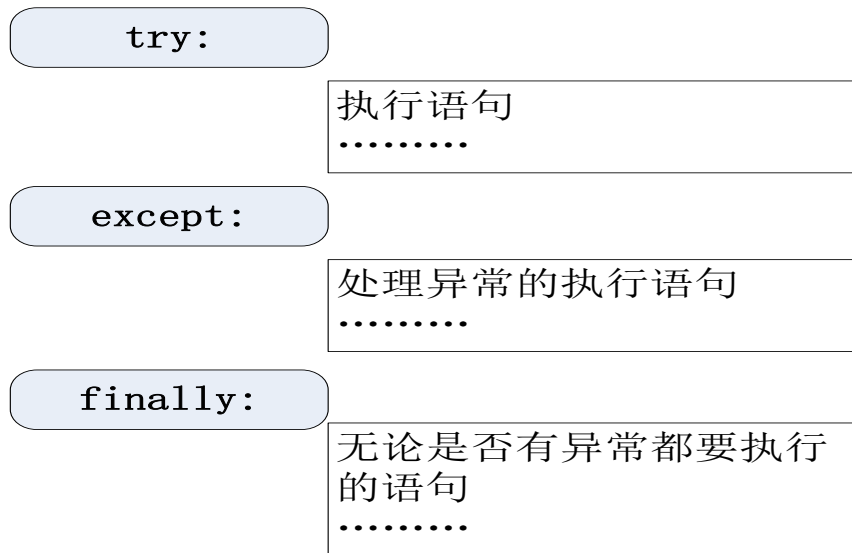 try:
执行语句
………
except:
处理异常的执行语句
………
finally:
无论是否有异常都要执行
的语句
………